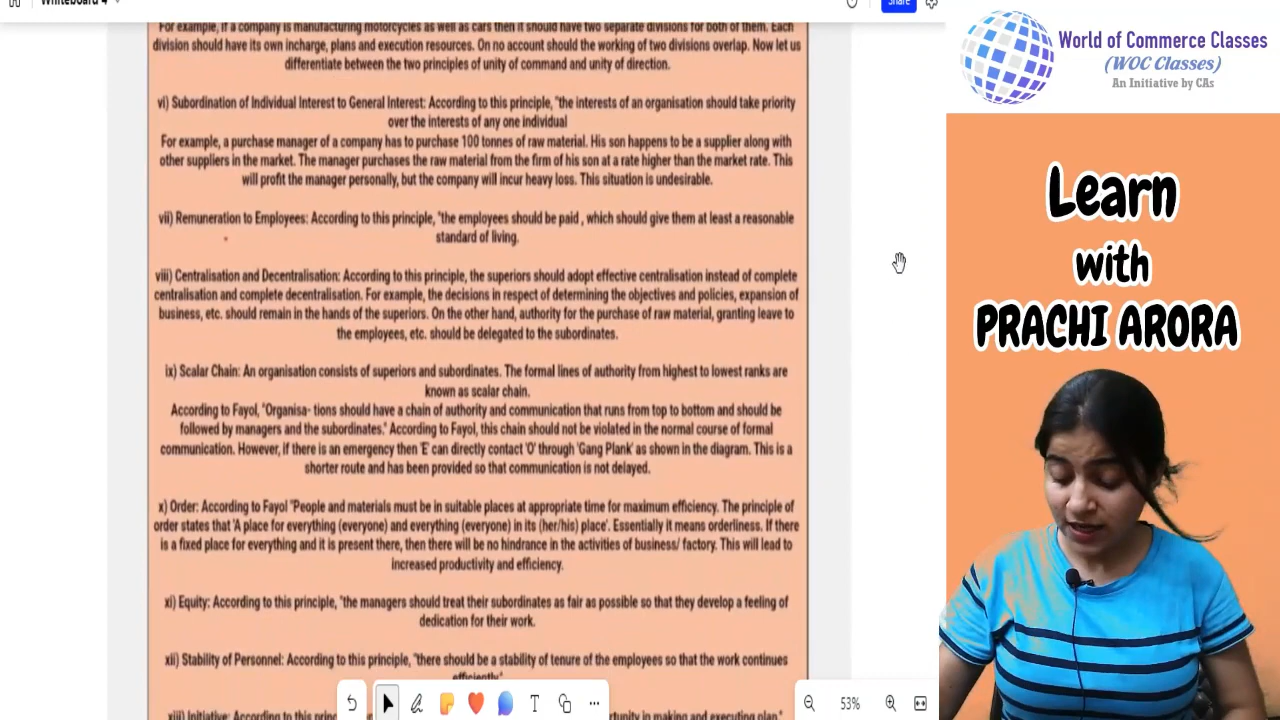 Whiteboard 4
Share
For example, if a company is manufacturing motorcycles as well as cars then it should have two separate divisions for both of them. Each
division should have its own incharge, plans and execution resources. On no account should the working of two divisions overlap. Now let us
differentiate between the two principles of unity of command and unity of direction.
vi) Subordination of Individual Interest to General Interest: According to this principle, "the interests of an organisation should take priority
over the interests of any one individual
For example, a purchase manager of a company has to purchase 100 tonnes of raw material. His son happens to be a supplier along with
other suppliers in the market. The manager purchases the raw material from the firm of his son at a rate higher than the market rate. This
will profit the manager personally, but the company will incur heavy loss. This situation is undesirable.
vii) Remuneration to Employees: According to this principle, "the employees should be paid , which should give them at least a reasonable
standard of living.
viii) Centralisation and Decentralisation: According to this principle, the superiors should adopt effective centralisation instead of complete
centralisation and complete decentralisation. For example, the decisions in respect of determining the objectives and policies, expansion of
business, etc. should remain in the hands of the superiors. On the other hand, authority for the purchase of raw material, granting leave to
the employees, etc. should be delegated to the subordinates.
ix) Scalar Chain: An organisation consists of superiors and subordinates. The formal lines of authority from highest to lowest ranks are
known as scalar chain.
According to Fayol, "Organisa- tions should have a chain of authority and communication that runs from top to bottom and should be
followed by managers and the subordinates." According to Fayol, this chain should not be violated in the normal course of formal
communication. However, if there is an emergency then 'E' can directly contact 'O' through 'Gang Plank' as shown in the diagram. This is a
shorter route and has been provided so that communication is not delayed.
x) Order: According to Fayol "People and materials must be in suitable places at appropriate time for maximum efficiency. The principle of
order states that 'A place for everything (everyone) and everything (everyone) in its (her/his) place'. Essentially it means orderliness. If there
is a fixed place for everything and it is present there, then there will be no hindrance in the activities of business/ factory. This will lead to
increased productivity and efficiency.
xi) Equity: According to this principle, "the managers should treat their subordinates as fair as possible so that they develop a feeling of
dedication for their work.
xii) Stability of Personnel: According to this principle, "there should be a stability of tenure of the employees so that the work continues
efficiently"
xiii) Initiative: According to this in making and executing plan."
53%
World of Commerce Classes
(WOC Classes)
An Initiative by CAs
Learn
with
PRACHI ARORA